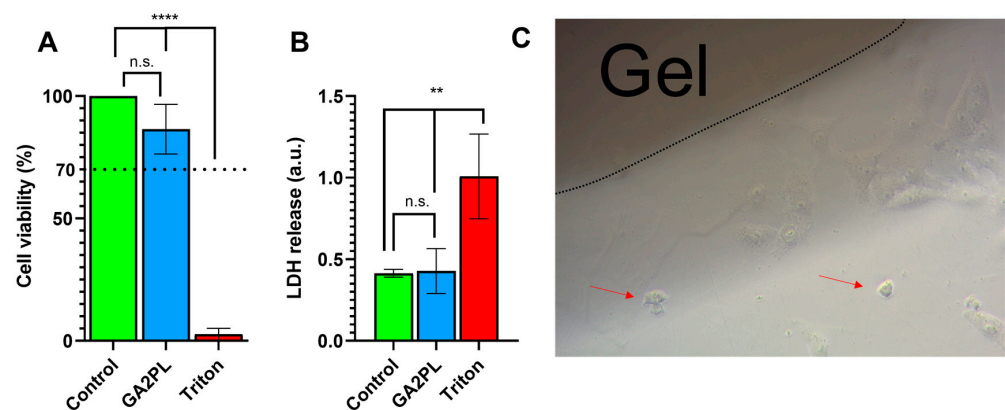 A
****
n.s.
Cell viability (%)
100
70
50
0
Control
GA2PL
Triton
B
**
n.s.
LDH release (a.u.)
1.5
1.0
0.5
0.0
Control
GA2PL
Triton
C
Gel